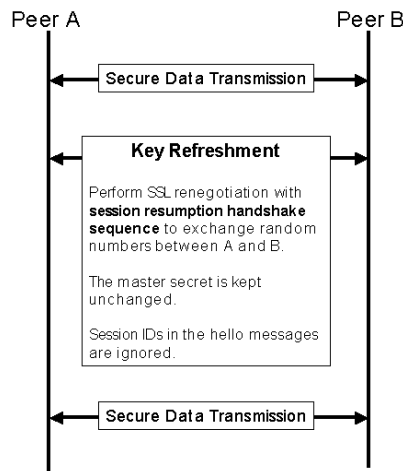 Peer A Peer B
Secure Data Transmission
Key Refreshment
Perform SSL renegotiation with
session resumption handshake
sequence to exchange random
numbers between A and B.
The master secret is kept
unchanged.
Session IDs in the hello messages
are ignored.
Secure Data Transmission